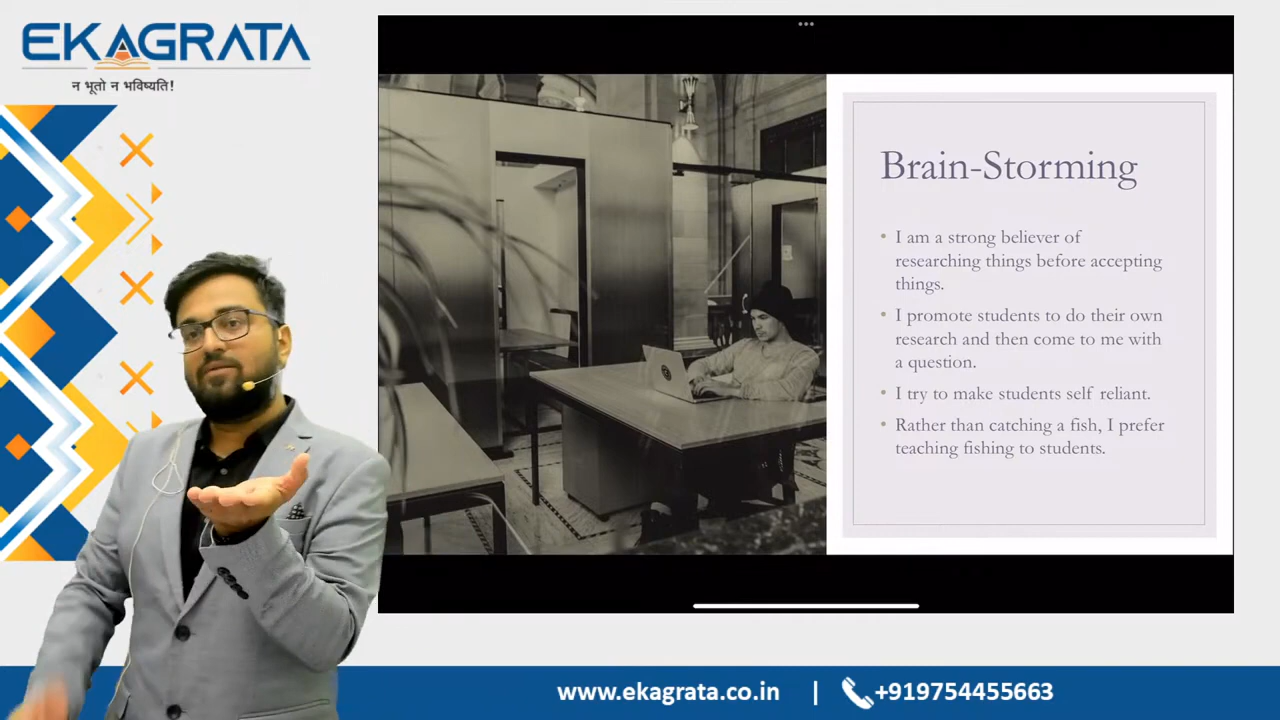 EKAGRATA
न भूतो न भविष्यति!
Brain-Storming
• I am a strong believer of
researching things before accepting
things.
• I promote students to do their own
research and then come to me with
a question.
• I try to make students self reliant.
• Rather than catching a fish, I prefer
teaching fishing to students.
www.ekagrata.co.in | +919754455663